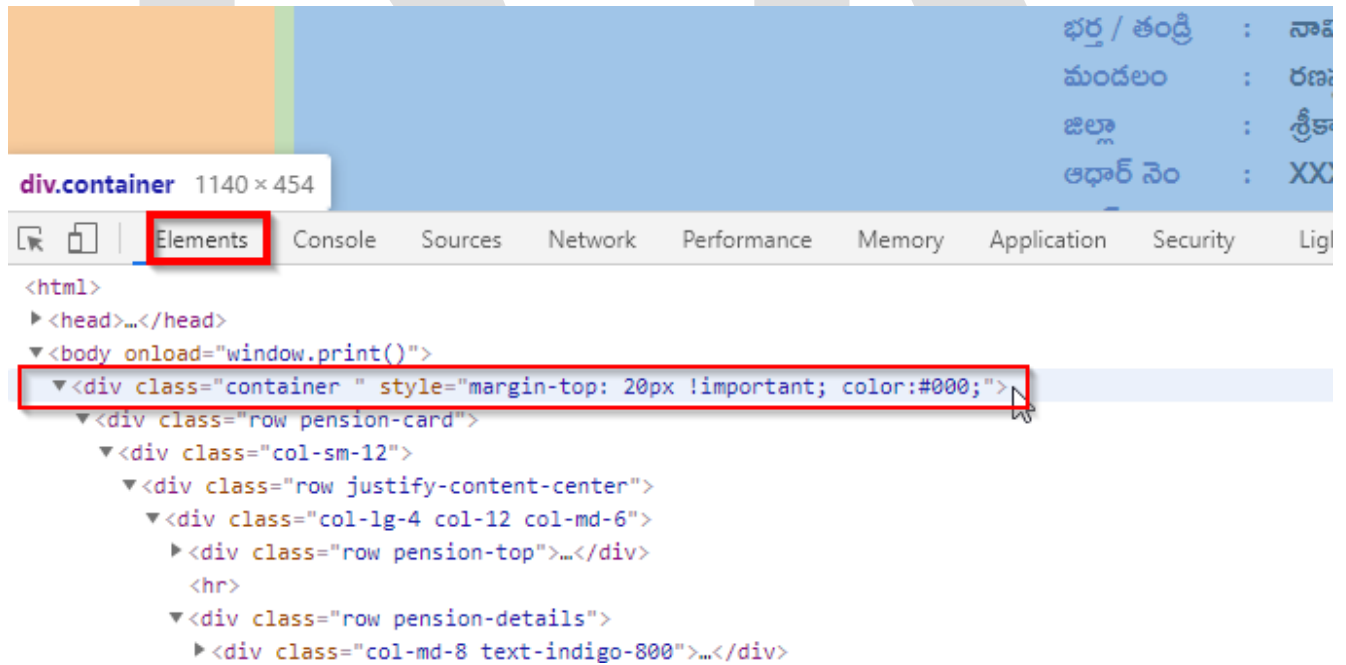 భర్త / తండ్రి :
మండలం :
జిల్లా :
ఆధార్ నెం : XXX
div.container 1140 × 454
Elements Console Sources Network Performance Memory Application Security
<html>
▶<head>…</head>
▼<body onload="window.print()">
▼<div class="container " style="margin-top: 20px !important; color:#000;">
▼<div class="row pension-card">
▼<div class="col-sm-12">
▼<div class="row justify-content-center">
▼<div class="col-lg-4 col-12 col-md-6">
▶<div class="row pension-top">…</div>
<hr>
▼<div class="row pension-details">
▶<div class="col-md-8 text-indigo-800">…</div>